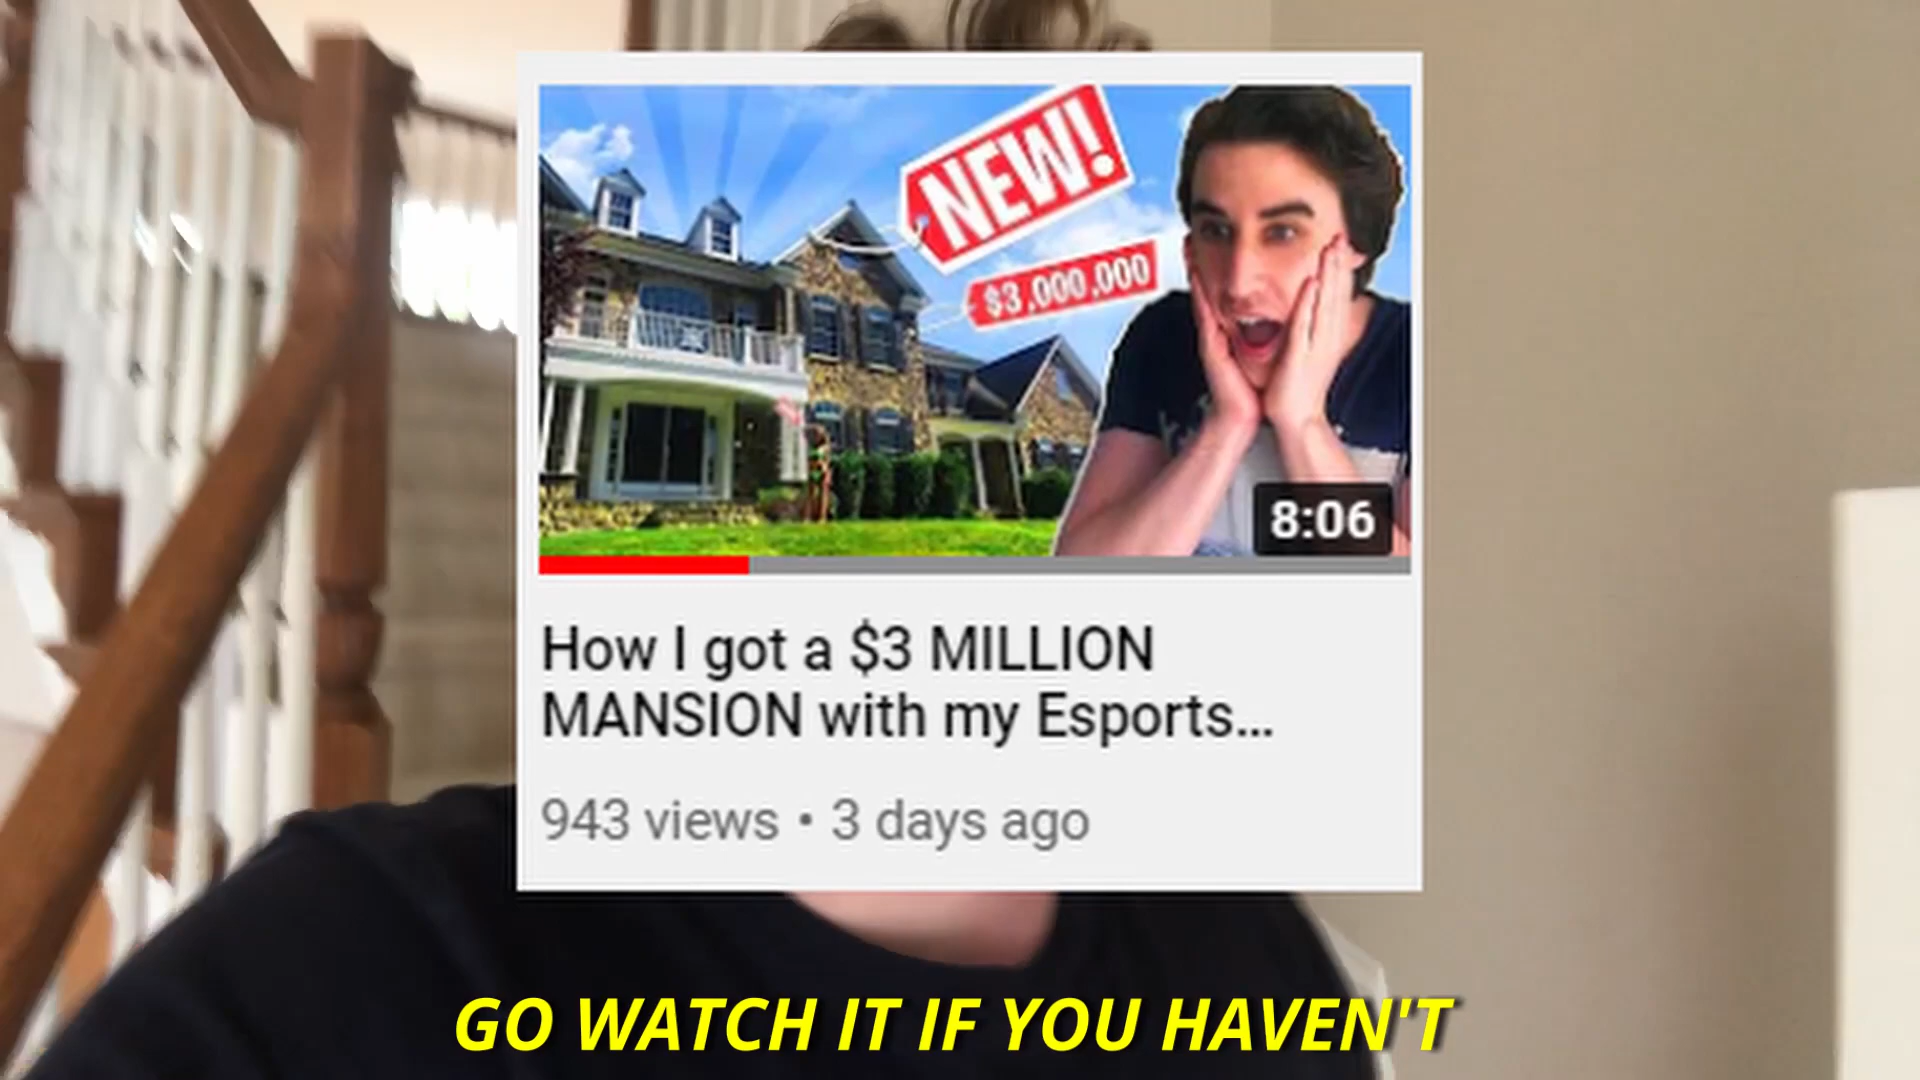 NEW!
$3,000,000
8:06
How I got a $3 MILLION
MANSION with my Esports...
943 views • 3 days ago
GO WATCH IT IF YOU HAVEN'T